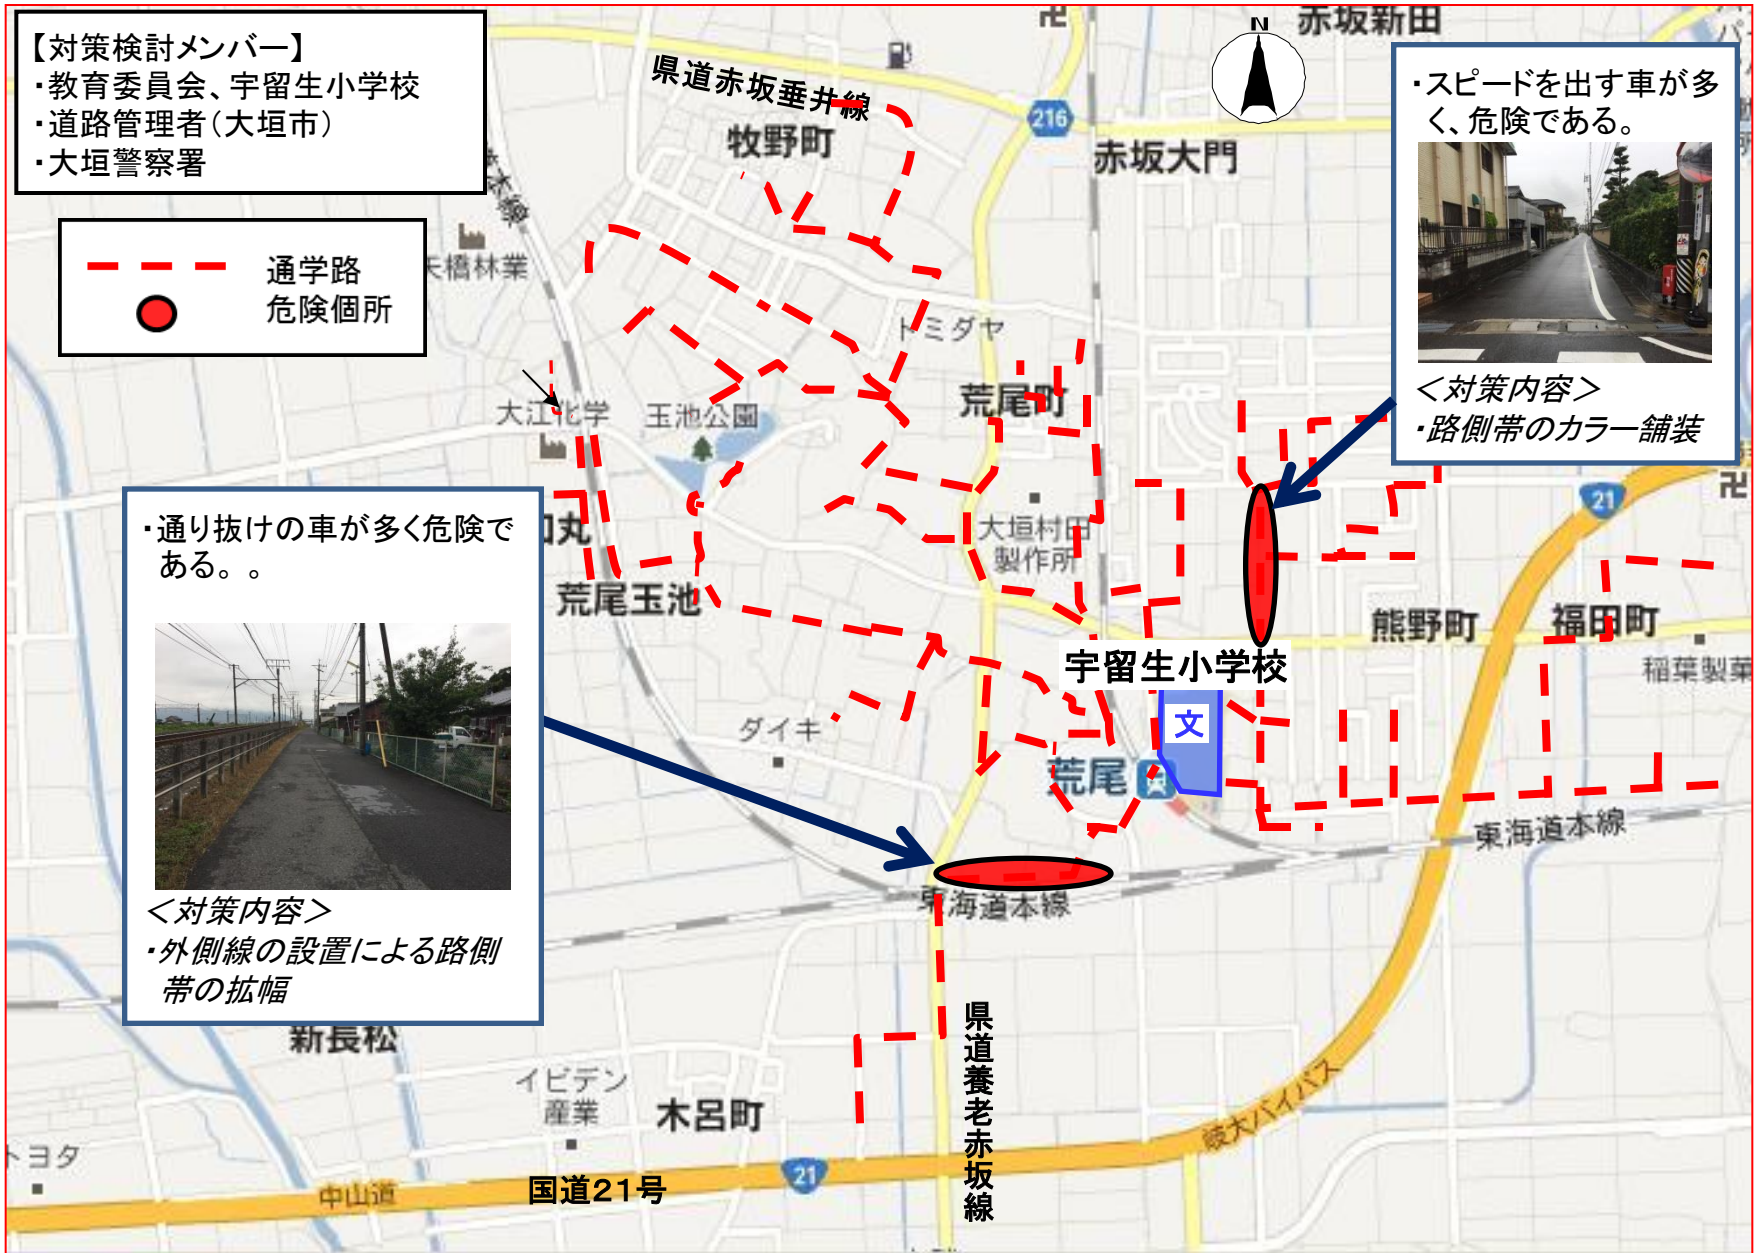 【対策検討メンバー】
・教育委員会、宇留生小学校
・道路管理者（大垣市）
・大垣警察署
通学路
危険個所
N
赤坂新田
・スピードを出す車が多
く、危険である。
＜対策内容＞
・路側帯のカラー舗装
県道赤坂垂井線
牧野町
216
赤坂大門
本線
矢橋林業
トミダヤ
荒尾町
大江化学
玉池公園
大垣村田
製作所
21
・通り抜けの車が多く危険で
ある。。
＜対策内容＞
・外側線の設置による路側
帯の拡幅
丸
荒尾玉池
熊野町
福田町
宇留生小学校
稲葉製菓
文
ダイキ
荒尾
東海道本線
東海道本線
新長松
県道養老赤坂線
イビデン
産業
木呂町
岐大バイパス
トヨタ
中山道
国道21号
21